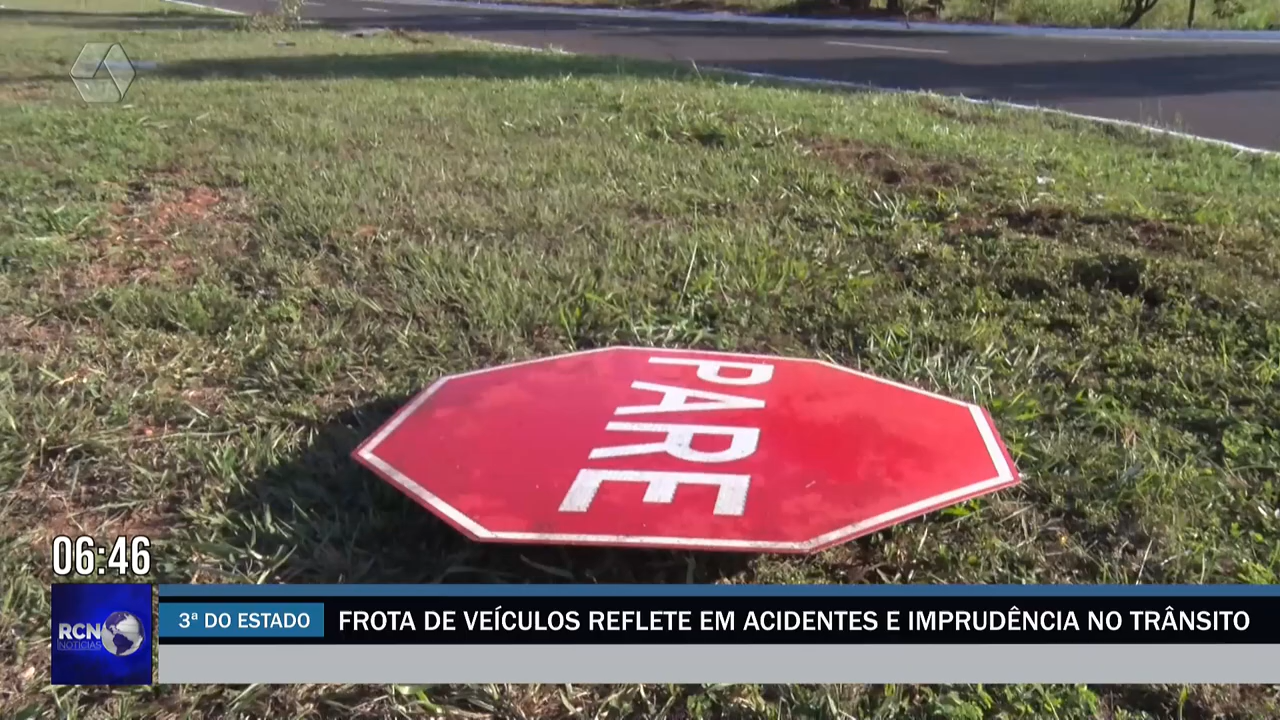 PARE
06:46
3ª DO ESTADO
FROTA DE VEÍCULOS REFLETE EM ACIDENTES E IMPRUDÊNCIA NO TRÂNSITO
RCN
NOTÍCIAS